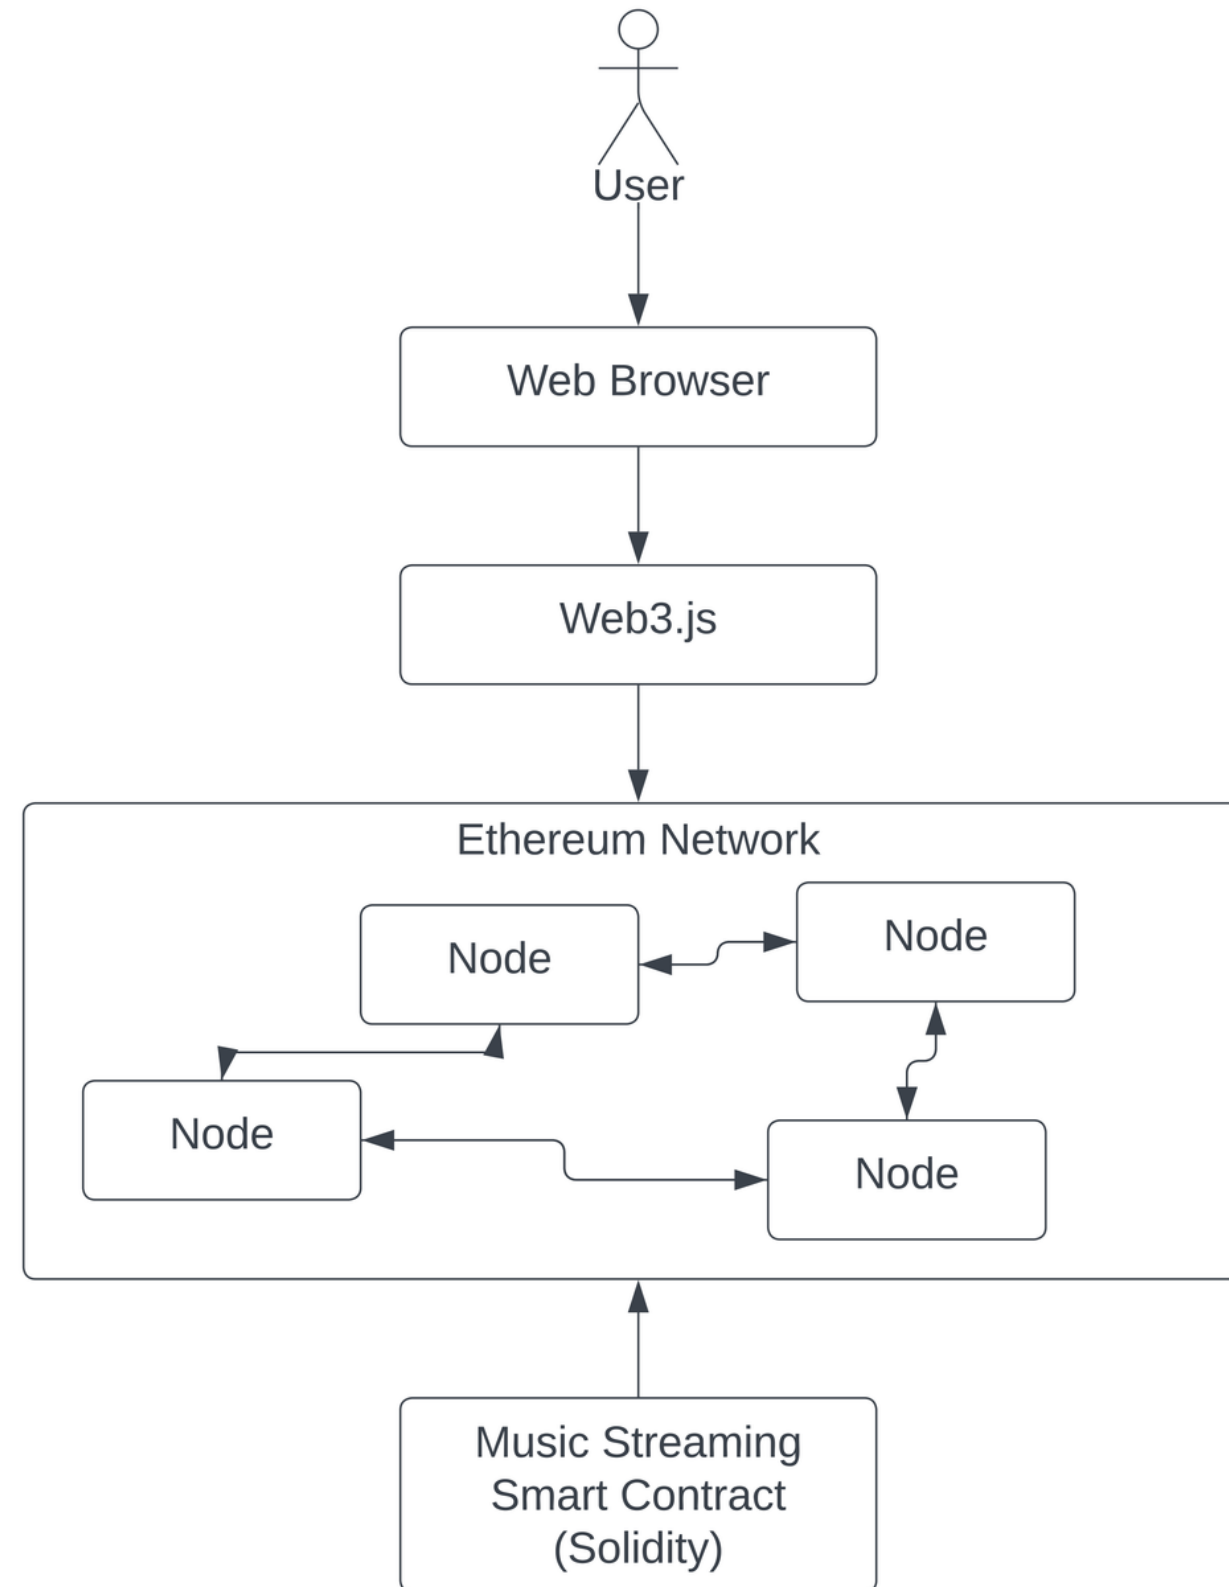 User
Web Browser
Web3.js
Ethereum Network
Node
Node
Node
Node
Music Streaming
Smart Contract
(Solidity)